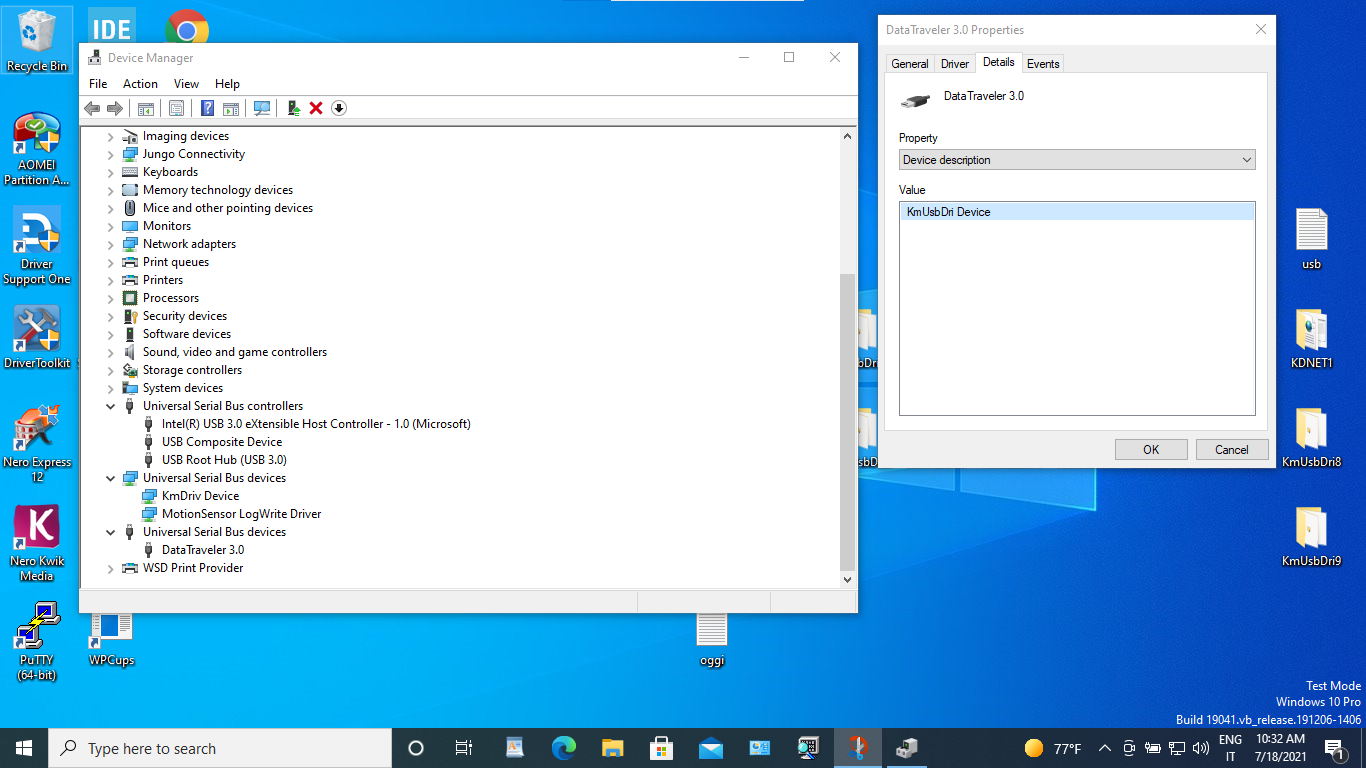 IDE
Recycle Bin
AOMEI
Partition A...
Driver
Support One
DriverToolkit
Nero Express
12
Nero Kwik
Media
PuTTY
(64-bit)
WPCups
Device Manager
File Action View Help
Imaging devices
Jungo Connectivity
Keyboards
Memory technology devices
Mice and other pointing devices
Monitors
Network adapters
Print queues
Printers
Processors
Security devices
Software devices
Sound, video and game controllers
Storage controllers
System devices
Universal Serial Bus controllers
Intel(R) USB 3.0 eXtensible Host Controller - 1.0 (Microsoft)
USB Composite Device
USB Root Hub (USB 3.0)
Universal Serial Bus devices
KmDriv Device
MotionSensor LogWrite Driver
Universal Serial Bus devices
DataTraveler 3.0
WSD Print Provider
oggi
DataTraveler 3.0 Properties
General Driver Details Events
DataTraveler 3.0
Property
Device description
Value
KmUsbDri Device
OK Cancel
usb
KDNET1
KmUsbDri8
KmUsbDri9
Test Mode
Windows 10 Pro
Build 19041.vb_release.191206-1406
Type here to search
77°F
ENG
IT
10:32 AM
7/18/2021
1